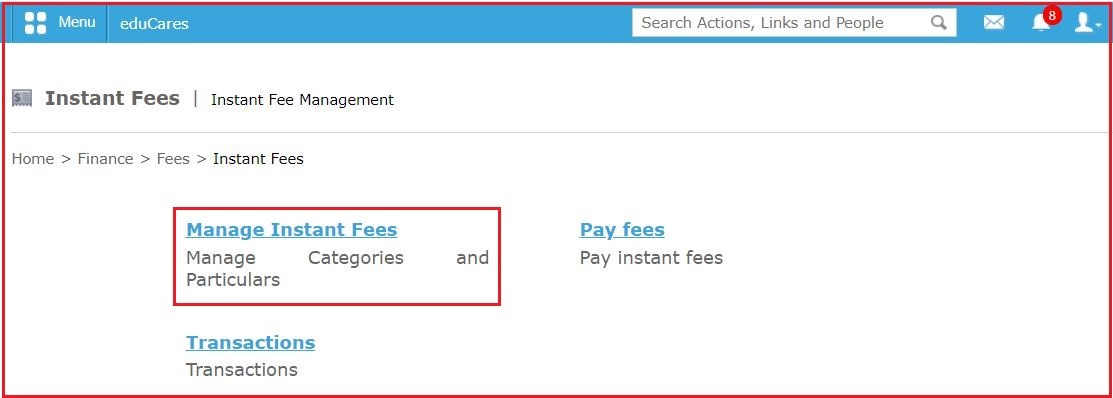 Menu eduCares Search Actions, Links and People 8
Instant Fees | Instant Fee Management
Home > Finance > Fees > Instant Fees
Manage Instant Fees Pay fees
Manage Categories and Pay instant fees
Particulars
Transactions
Transactions